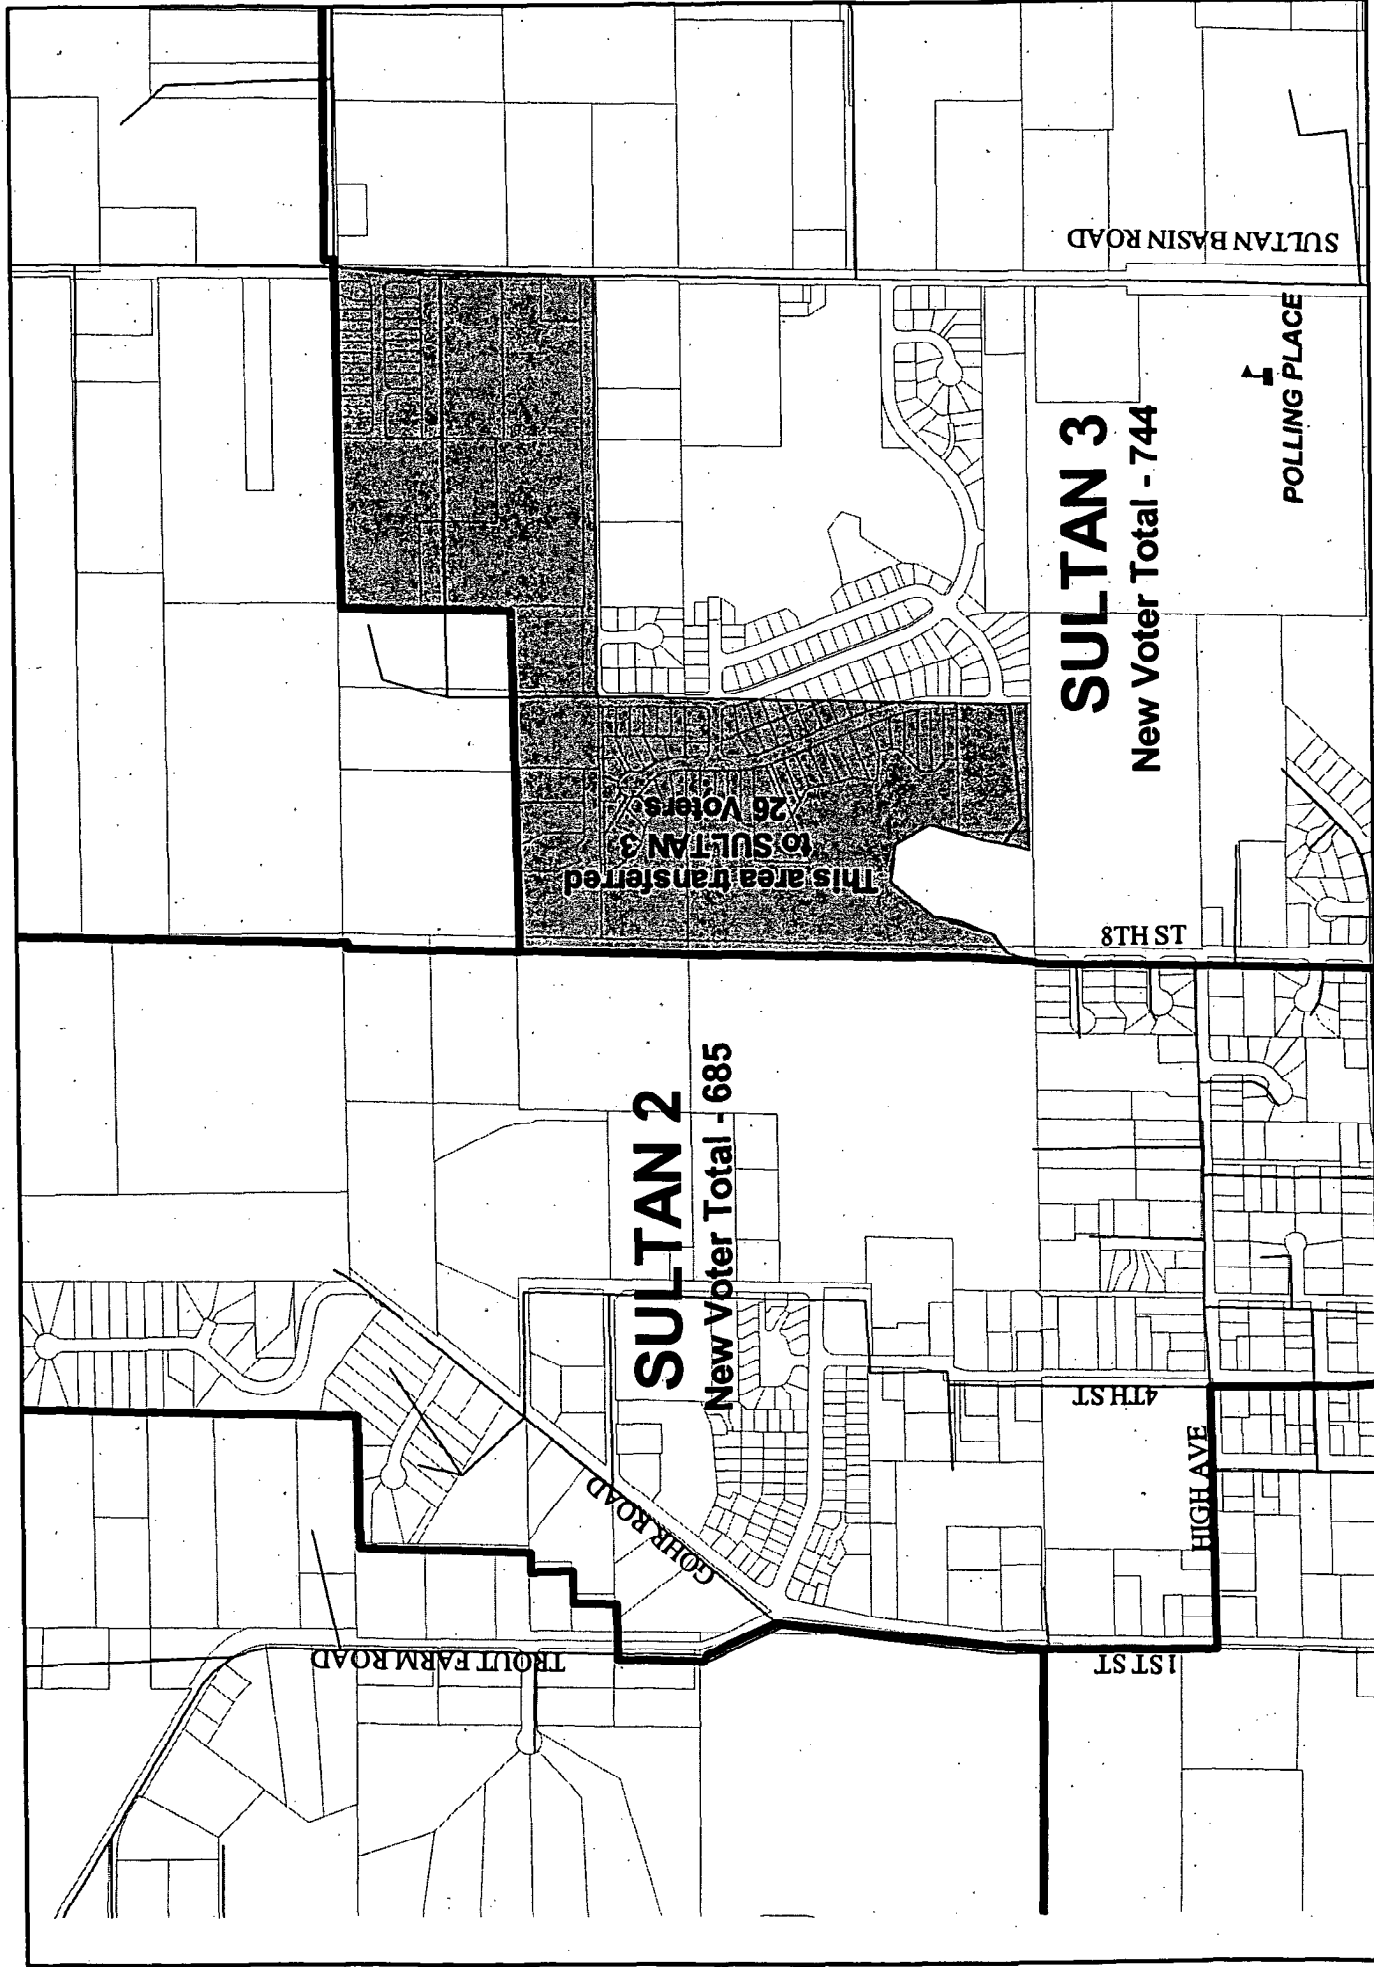 SULTAN BASIN ROAD
POLLING PLACE
SULTAN 3
New Voter Total - 744
This area transferred
to SULTAN 3
26 Voters
8TH ST
SULTAN 2
New Voter Total - 685
4TH ST
HIGH AVE
GOHR ROAD
TROUT FARM ROAD
1ST ST